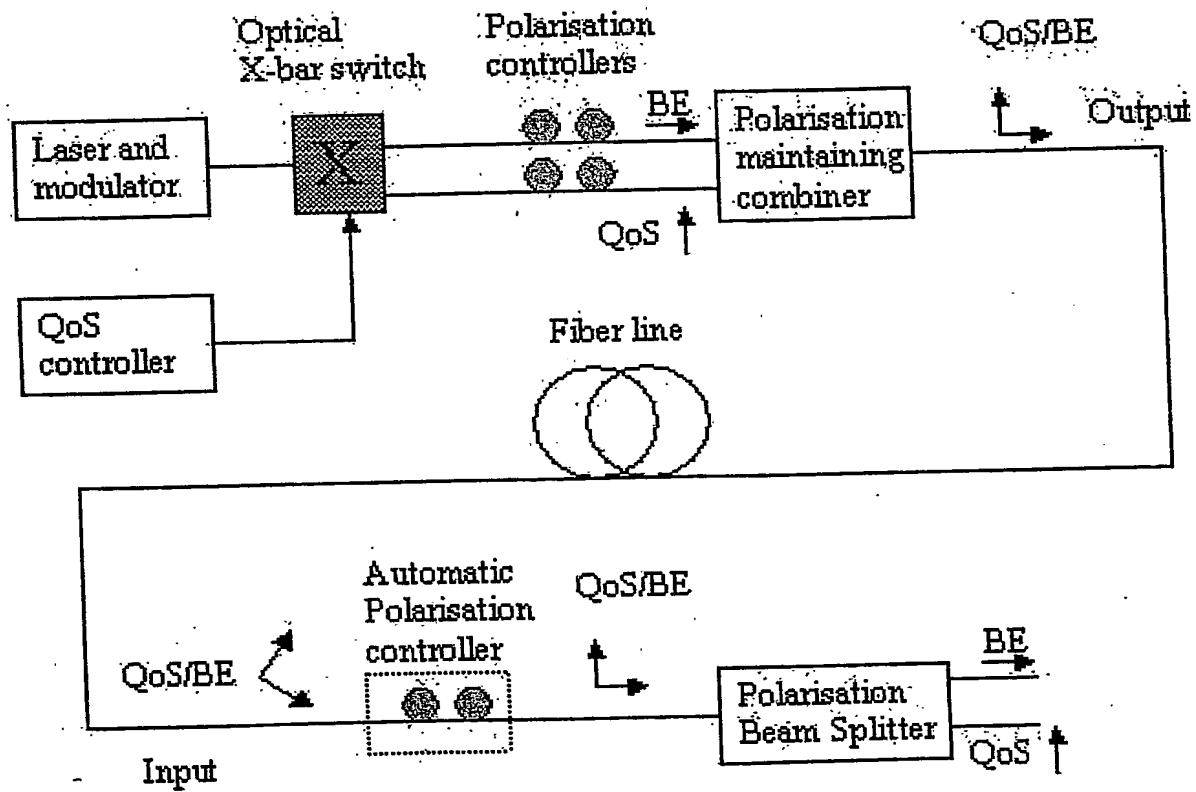 Optical
X-bar switch
Polarisation
controllers
QoS/BE
BE
Output
Laser and
modulator
X
Polarisation
maintaining
combiner
QoS
QoS
controller
Fiber line
Automatic
Polarisation
controller
QoS/BE
QoS/BE
BE
Polarisation
Beam Splitter
QoS
Input